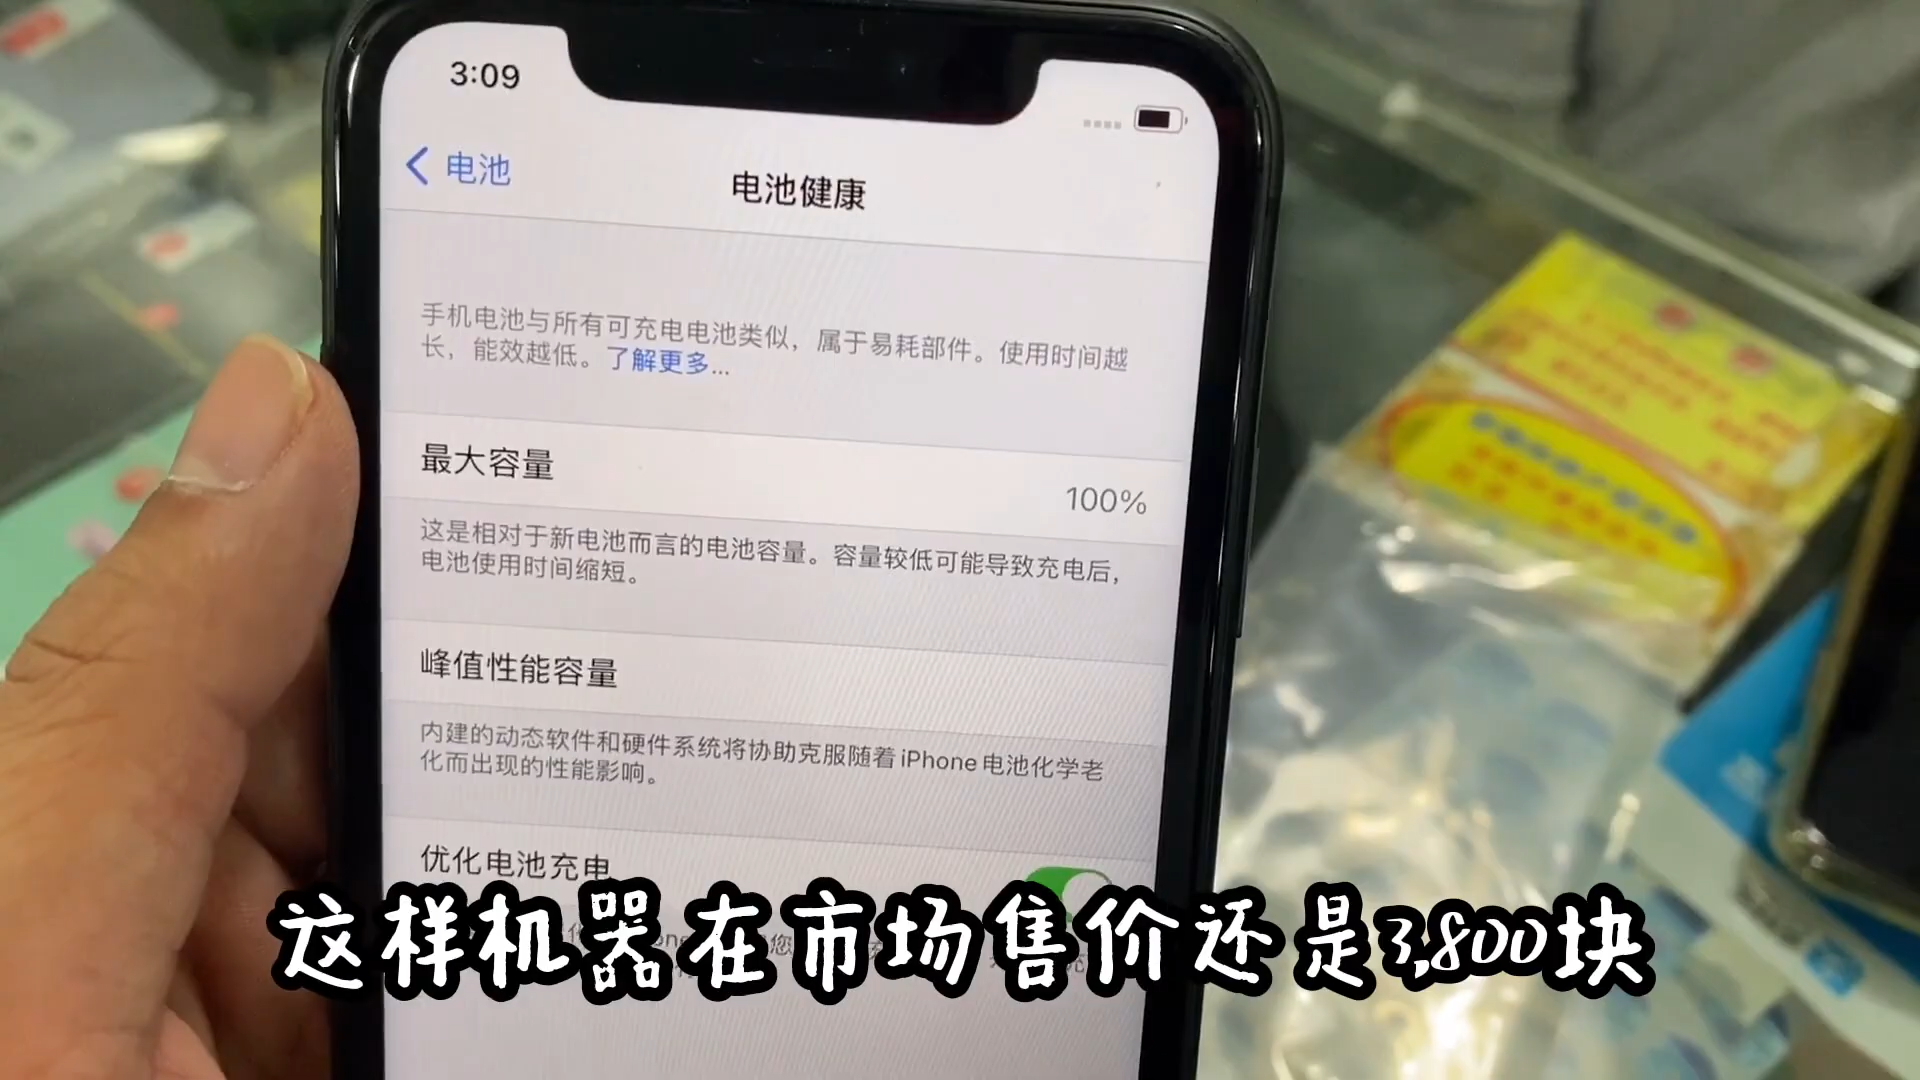 3:09
电池
电池健康
手机电池与所有可充电电池类似，属于易耗部件。使用时间越
长，能效越低。了解更多...
最大容量
100%
这是相对于新电池而言的电池容量。容量较低可能导致充电后，
电池使用时间缩短。
峰值性能容量
内建的动态软件和硬件系统将协助克服随着 iPhone 电池化学老
化而出现的性能影响。
优化电池充电
这样机器在市场售价还是3,800块